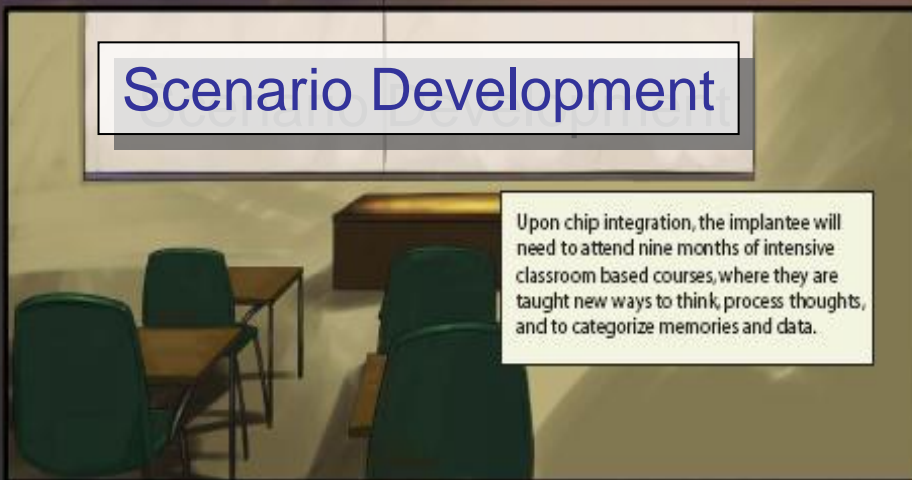 Scenario Development
Upon chip integration, the implantee will
need to attend nine months of intensive
classroom based courses, where they are
taught new ways to think, process thoughts,
and to categorize memories and data.